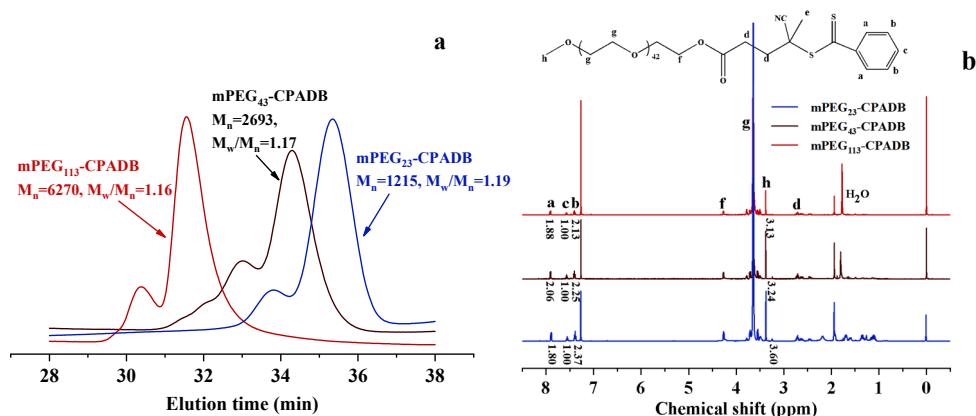 a
mPEG43-CPADB
Mn=2693,
Mw/Mn=1.17
mPEG113-CPADB
Mn=6270, Mw/Mn=1.16
mPEG23-CPADB
Mn=1215, Mw/Mn=1.19
28 30 32 34 36 38
Elution time (min)
b
h O g g O 42 f O O d d NC e S S a b c b a
mPEG23-CPADB
mPEG43-CPADB
mPEG113-CPADB
g
a c b f h d H2O
1.88 1.00 2.13 3.13
2.06 1.00 2.25 3.24
1.80 1.00 2.37 3.60
8 7 6 5 4 3 2 1 0
Chemical shift (ppm)